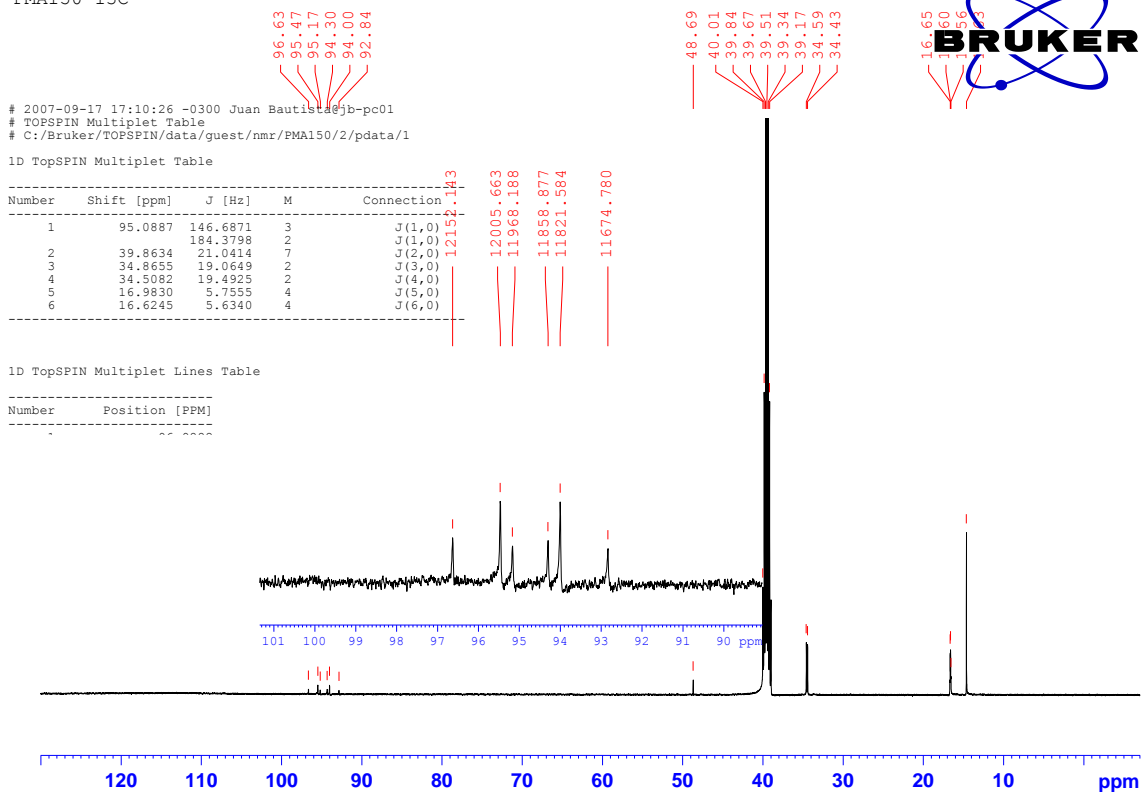 PMA150 13C
96.63
95.47
95.17
94.30
94.00
92.84
48.69
40.01
39.84
39.67
39.51
39.34
39.17
34.59
34.43
16.65
BRUKER
# 2007-09-17 17:10:26 -0300 Juan Bautista@jb-pc01
# TOPSPIN Multiplet Table
# C:/Bruker/TOPSPIN/data/guest/nmr/PMA150/2/pdata/1
1D TopSPIN Multiplet Table
Number Shift [ppm] J [Hz] M Connection
1 95.0887 146.6871 3 J(1,0)
184.3798 2 J(1,0)
2 39.8634 21.0414 7 J(2,0)
3 34.8655 19.0649 2 J(3,0)
4 34.5082 19.4925 2 J(4,0)
5 16.9830 5.7555 4 J(5,0)
6 16.6245 5.6340 4 J(6,0)
12152.143
12005.663
11968.188
11858.877
11821.584
11674.780
1D TopSPIN Multiplet Lines Table
Number Position [PPM]
101 100 99 98 97 96 95 94 93 92 91 90 ppm
120 110 100 90 80 70 60 50 40 30 20 10 ppm